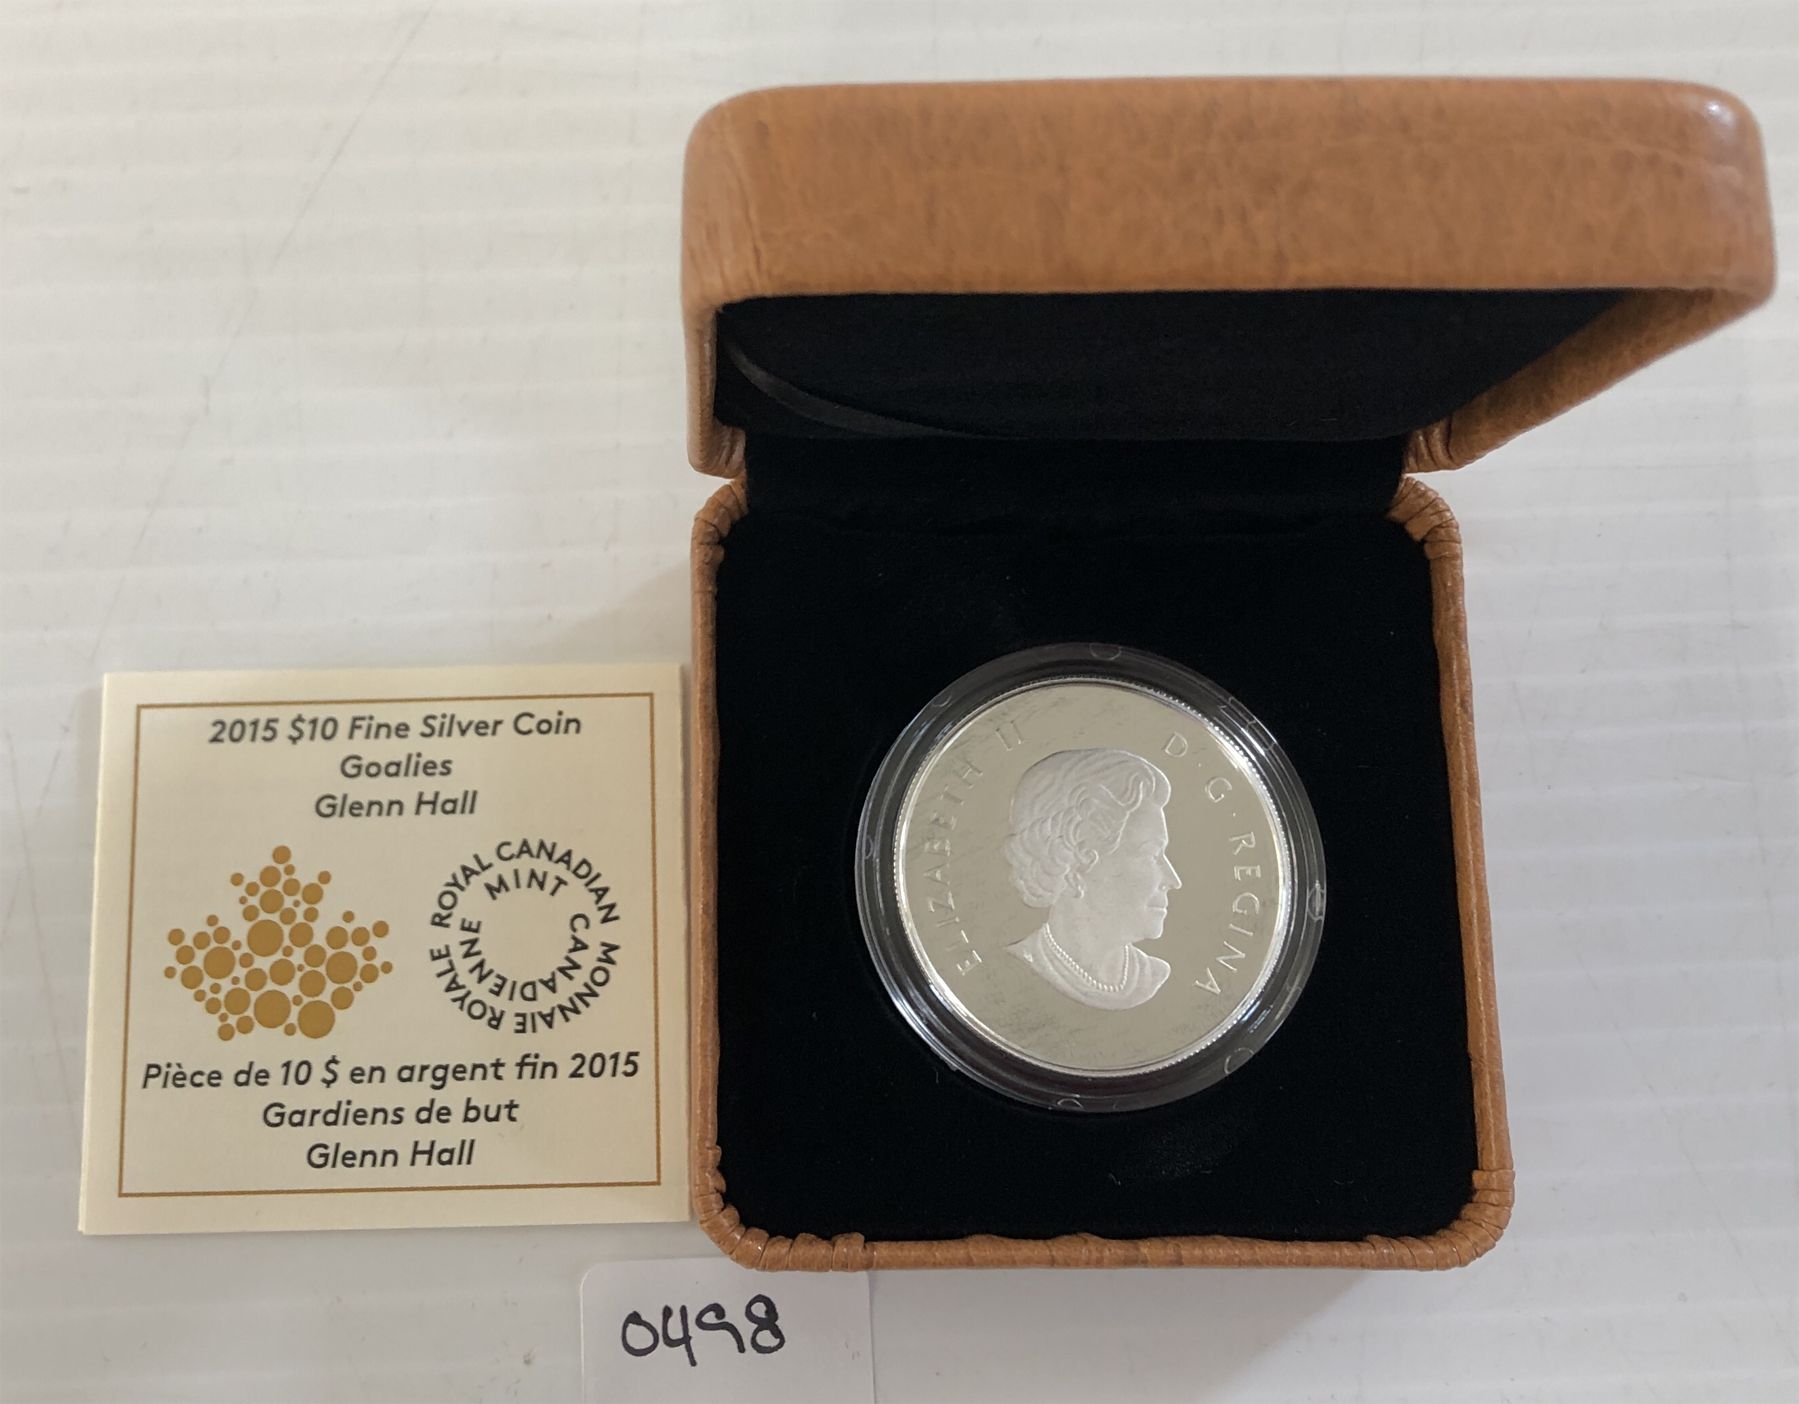 2015 $10 Fine Silver Coin
Goalies
Glenn Hall
ROYAL CANADIAN MINT
MONNAIE ROYALE CANADIENNE
Pièce de 10 $ en argent fin 2015
Gardiens de but
Glenn Hall
ELIZABETH II D·G·REGINA
0498